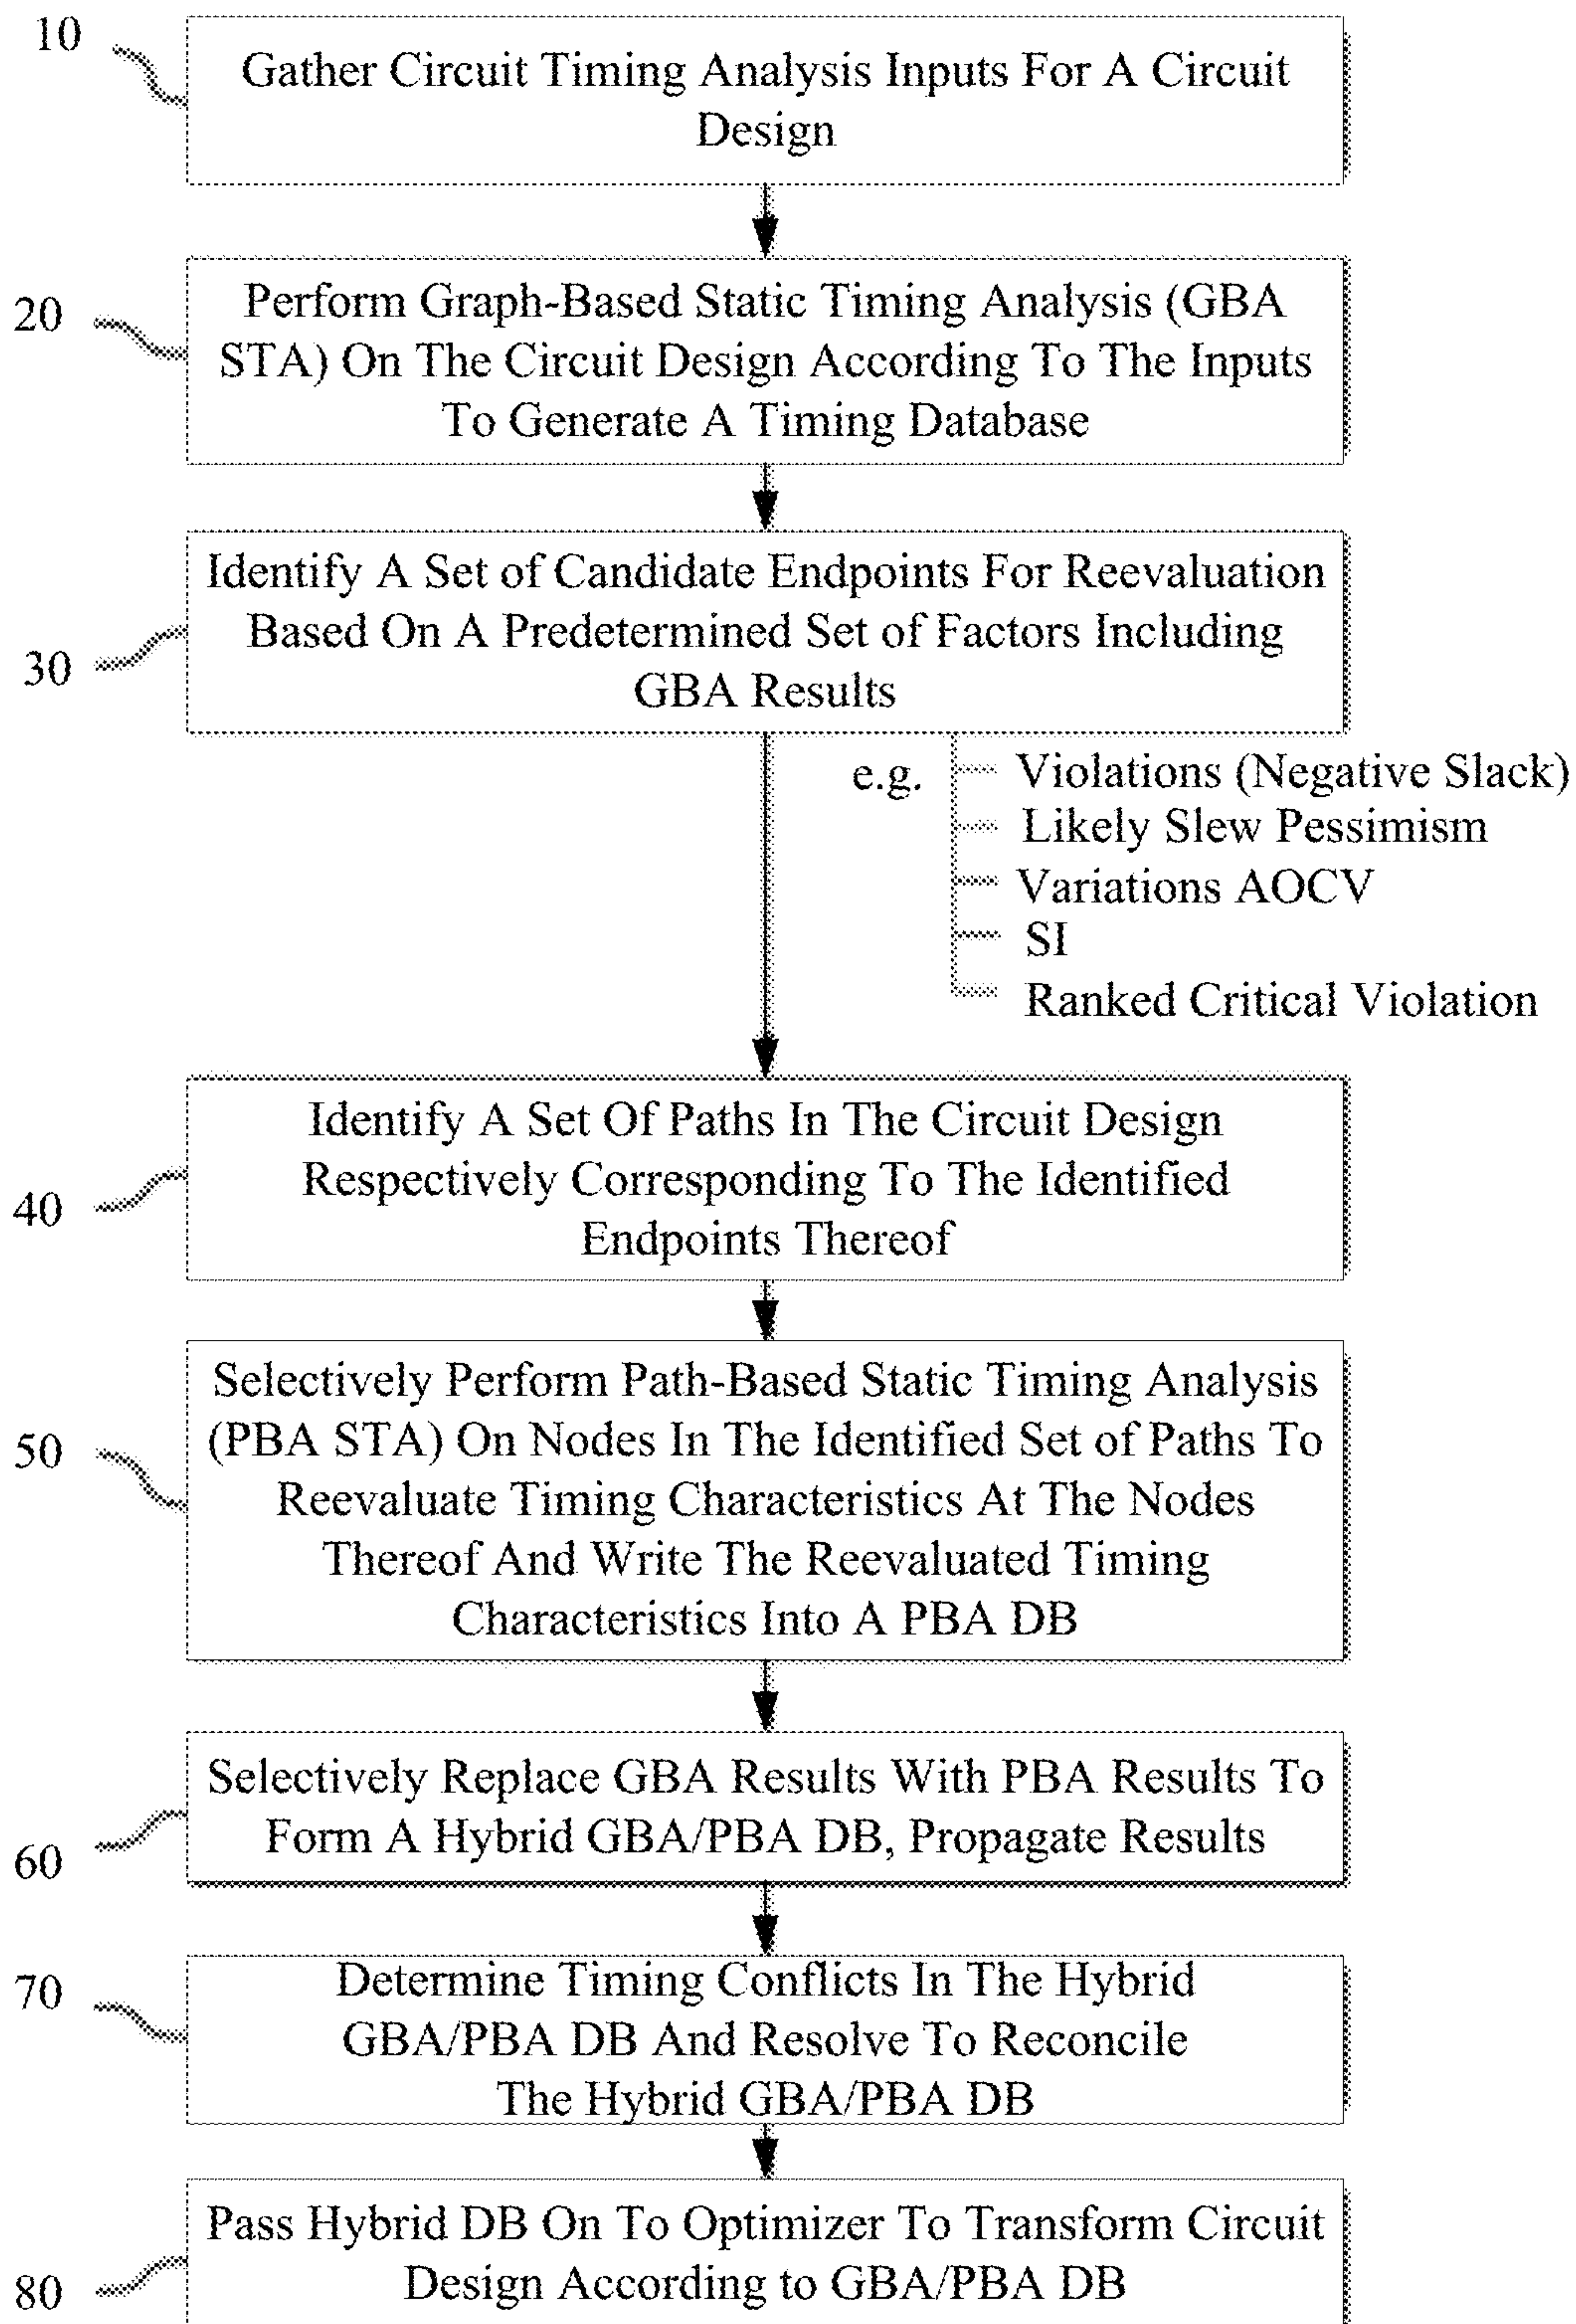 10
Gather Circuit Timing Analysis Inputs For A Circuit
Design
20
Perform Graph-Based Static Timing Analysis (GBA
STA) On The Circuit Design According To The Inputs
To Generate A Timing Database
30
Identify A Set of Candidate Endpoints For Reevaluation
Based On A Predetermined Set of Factors Including
GBA Results
e.g.
Violations (Negative Slack)
Likely Slew Pessimism
Variations AOCV
SI
Ranked Critical Violation
40
Identify A Set Of Paths In The Circuit Design
Respectively Corresponding To The Identified
Endpoints Thereof
50
Selectively Perform Path-Based Static Timing Analysis
(PBA STA) On Nodes In The Identified Set of Paths To
Reevaluate Timing Characteristics At The Nodes
Thereof And Write The Reevaluated Timing
Characteristics Into A PBA DB
60
Selectively Replace GBA Results With PBA Results To
Form A Hybrid GBA/PBA DB, Propagate Results
70
Determine Timing Conflicts In The Hybrid
GBA/PBA DB And Resolve To Reconcile
The Hybrid GBA/PBA DB
80
Pass Hybrid DB On To Optimizer To Transform Circuit
Design According to GBA/PBA DB